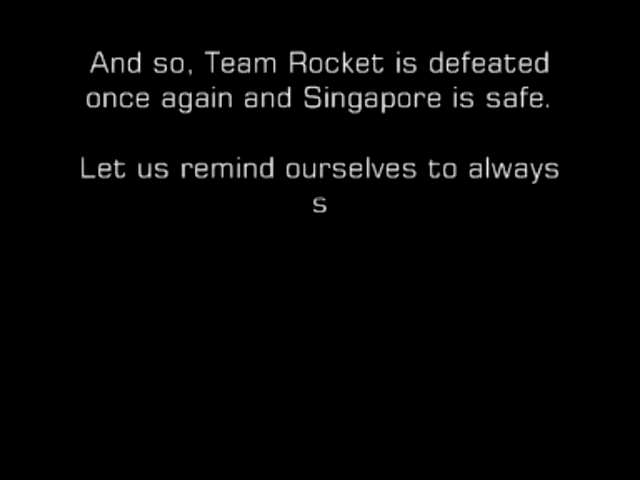 And so, Team Rocket is defeated
once again and Singapore is safe.
Let us remind ourselves to always
s